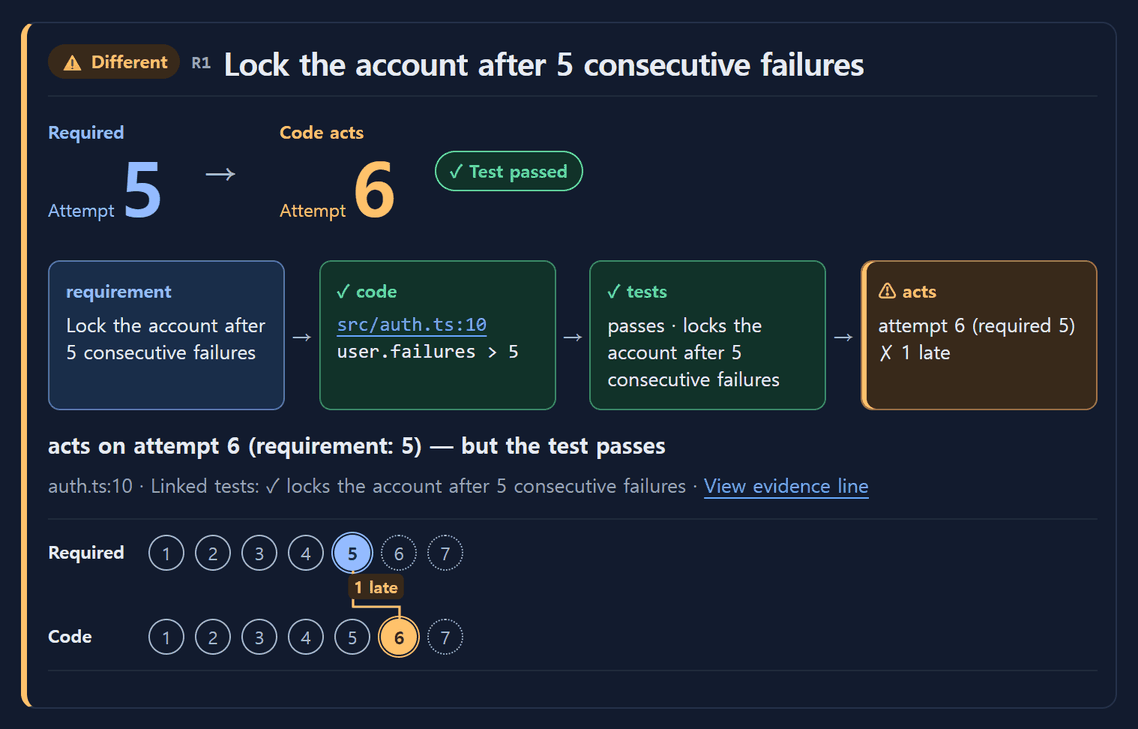 ⚠ Different R1 Lock the account after 5 consecutive failures
Required
Attempt 5
→
Code acts
Attempt 6
✓ Test passed
requirement
Lock the account after
5 consecutive failures
→
✓ code
src/auth.ts:10
user.failures > 5
→
✓ tests
passes · locks the
account after 5
consecutive failures
→
⚠ acts
attempt 6 (required 5)
✗ 1 late
acts on attempt 6 (requirement: 5) — but the test passes
auth.ts:10 · Linked tests: ✓ locks the account after 5 consecutive failures · View evidence line
Required 1 2 3 4 5 6 7
1 late
Code 1 2 3 4 5 6 7